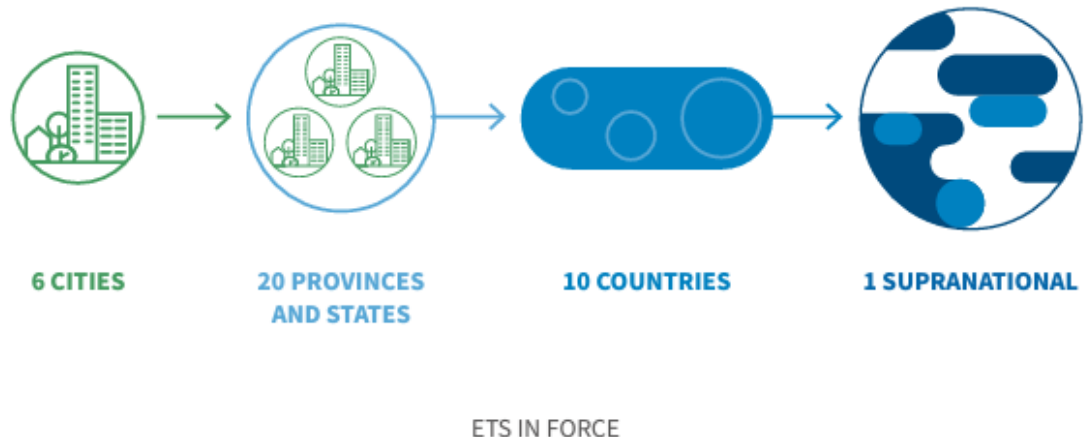 6 CITIES
20 PROVINCES
AND STATES
10 COUNTRIES
1 SUPRANATIONAL
ETS IN FORCE